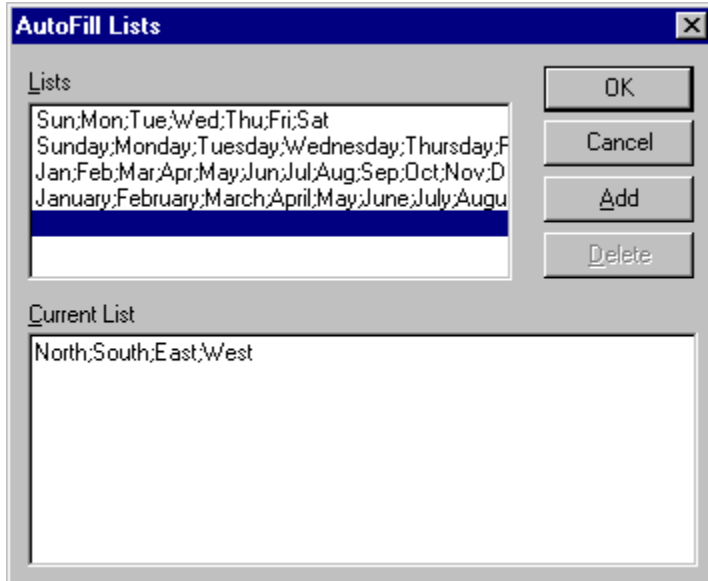 AutoFill Lists
Lists
Sun;Mon;Tue;Wed;Thu;Fri;Sat
Sunday;Monday;Tuesday;Wednesday;Thursday;F
Jan;Feb;Mar;Apr;May;Jun;Jul;Aug;Sep;Oct;Nov;D
January;February;March;April;May;June;July;Augu
OK
Cancel
Add
Delete
Current List
North;South;East;West